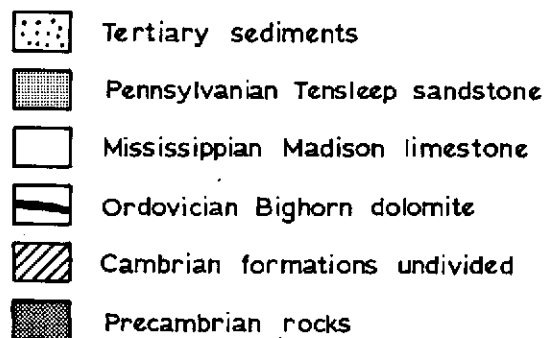 Tertiary sediments
Pennsylvanian Tensleep sandstone
Mississippian Madison limestone
Ordovician Bighorn dolomite
Cambrian formations undivided
Precambrian rocks